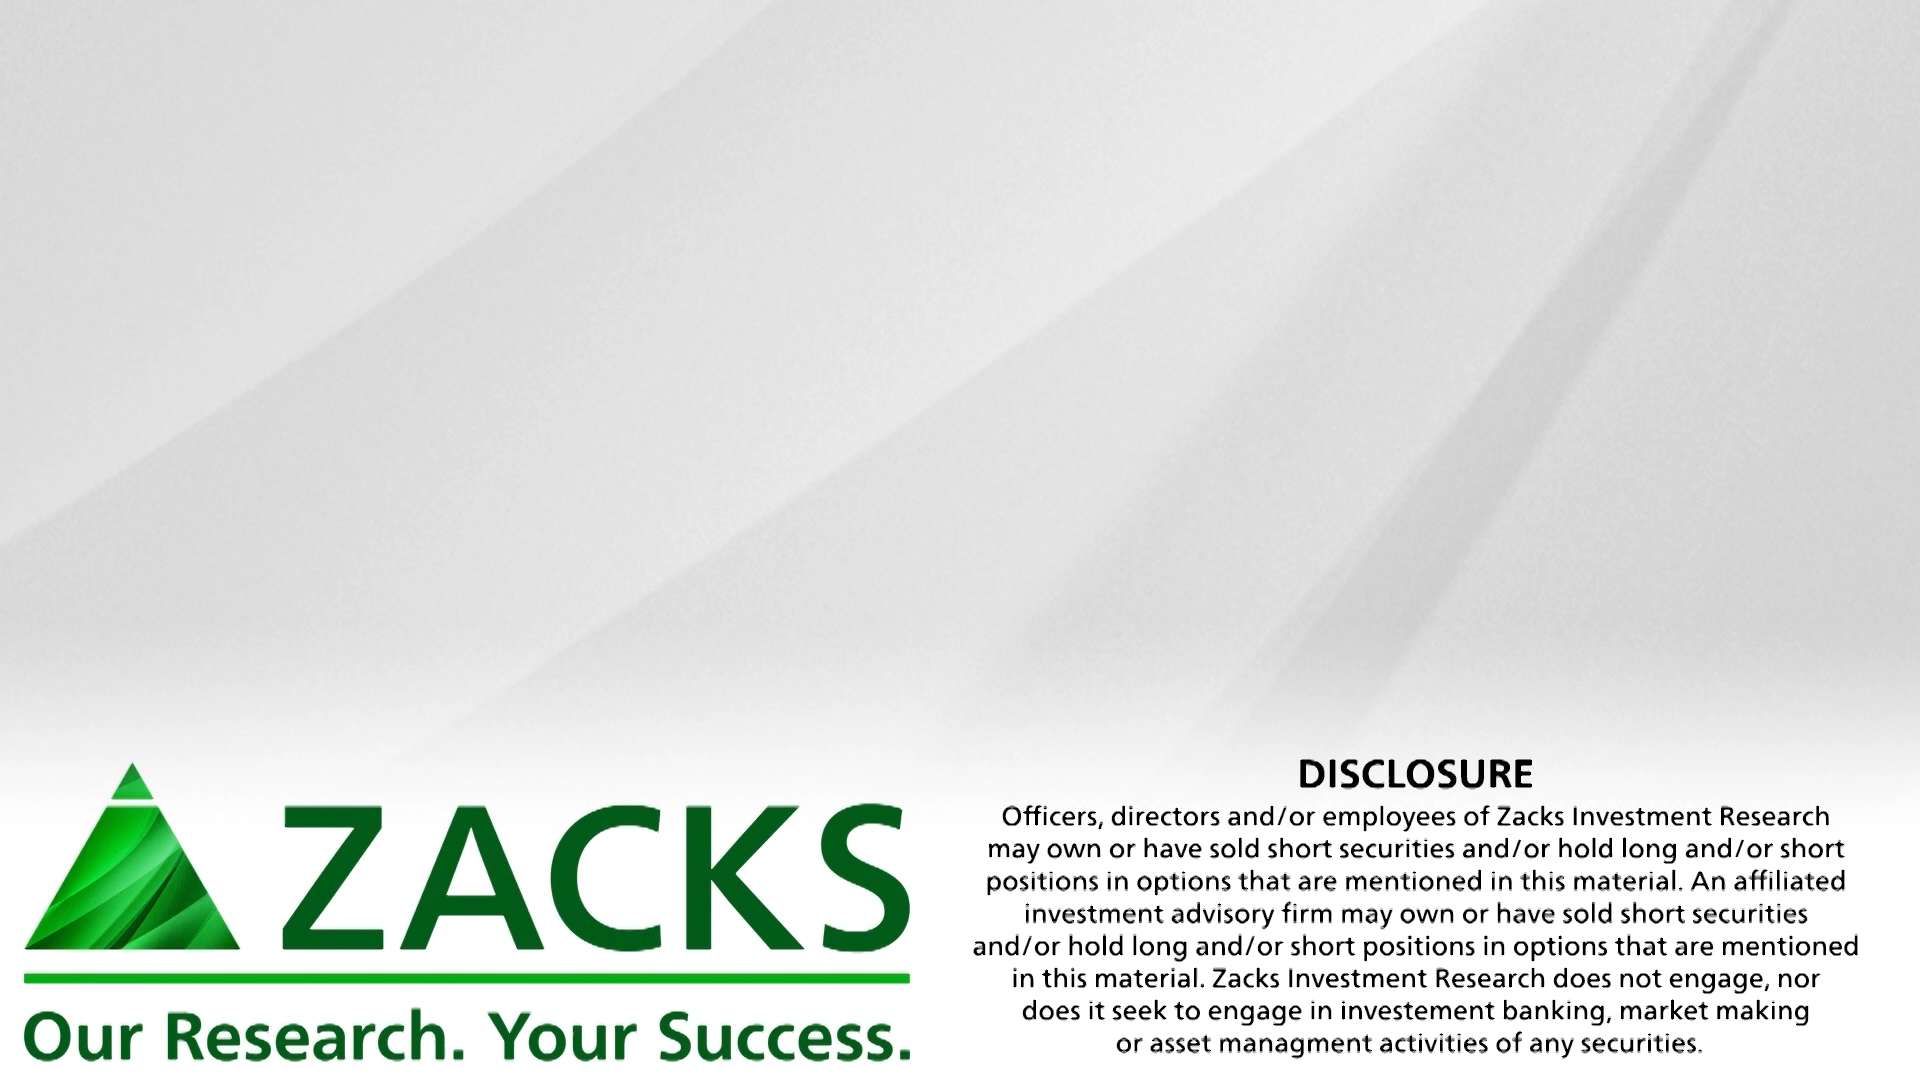 ZACKS
Our Research. Your Success.
DISCLOSURE
Officers, directors and/or employees of Zacks Investment Research
may own or have sold short securities and/or hold long and/or short
positions in options that are mentioned in this material. An affiliated
investment advisory firm may own or have sold short securities
and/or hold long and/or short positions in options that are mentioned
in this material. Zacks Investment Research does not engage, nor
does it seek to engage in investement banking, market making
or asset managment activities of any securities.